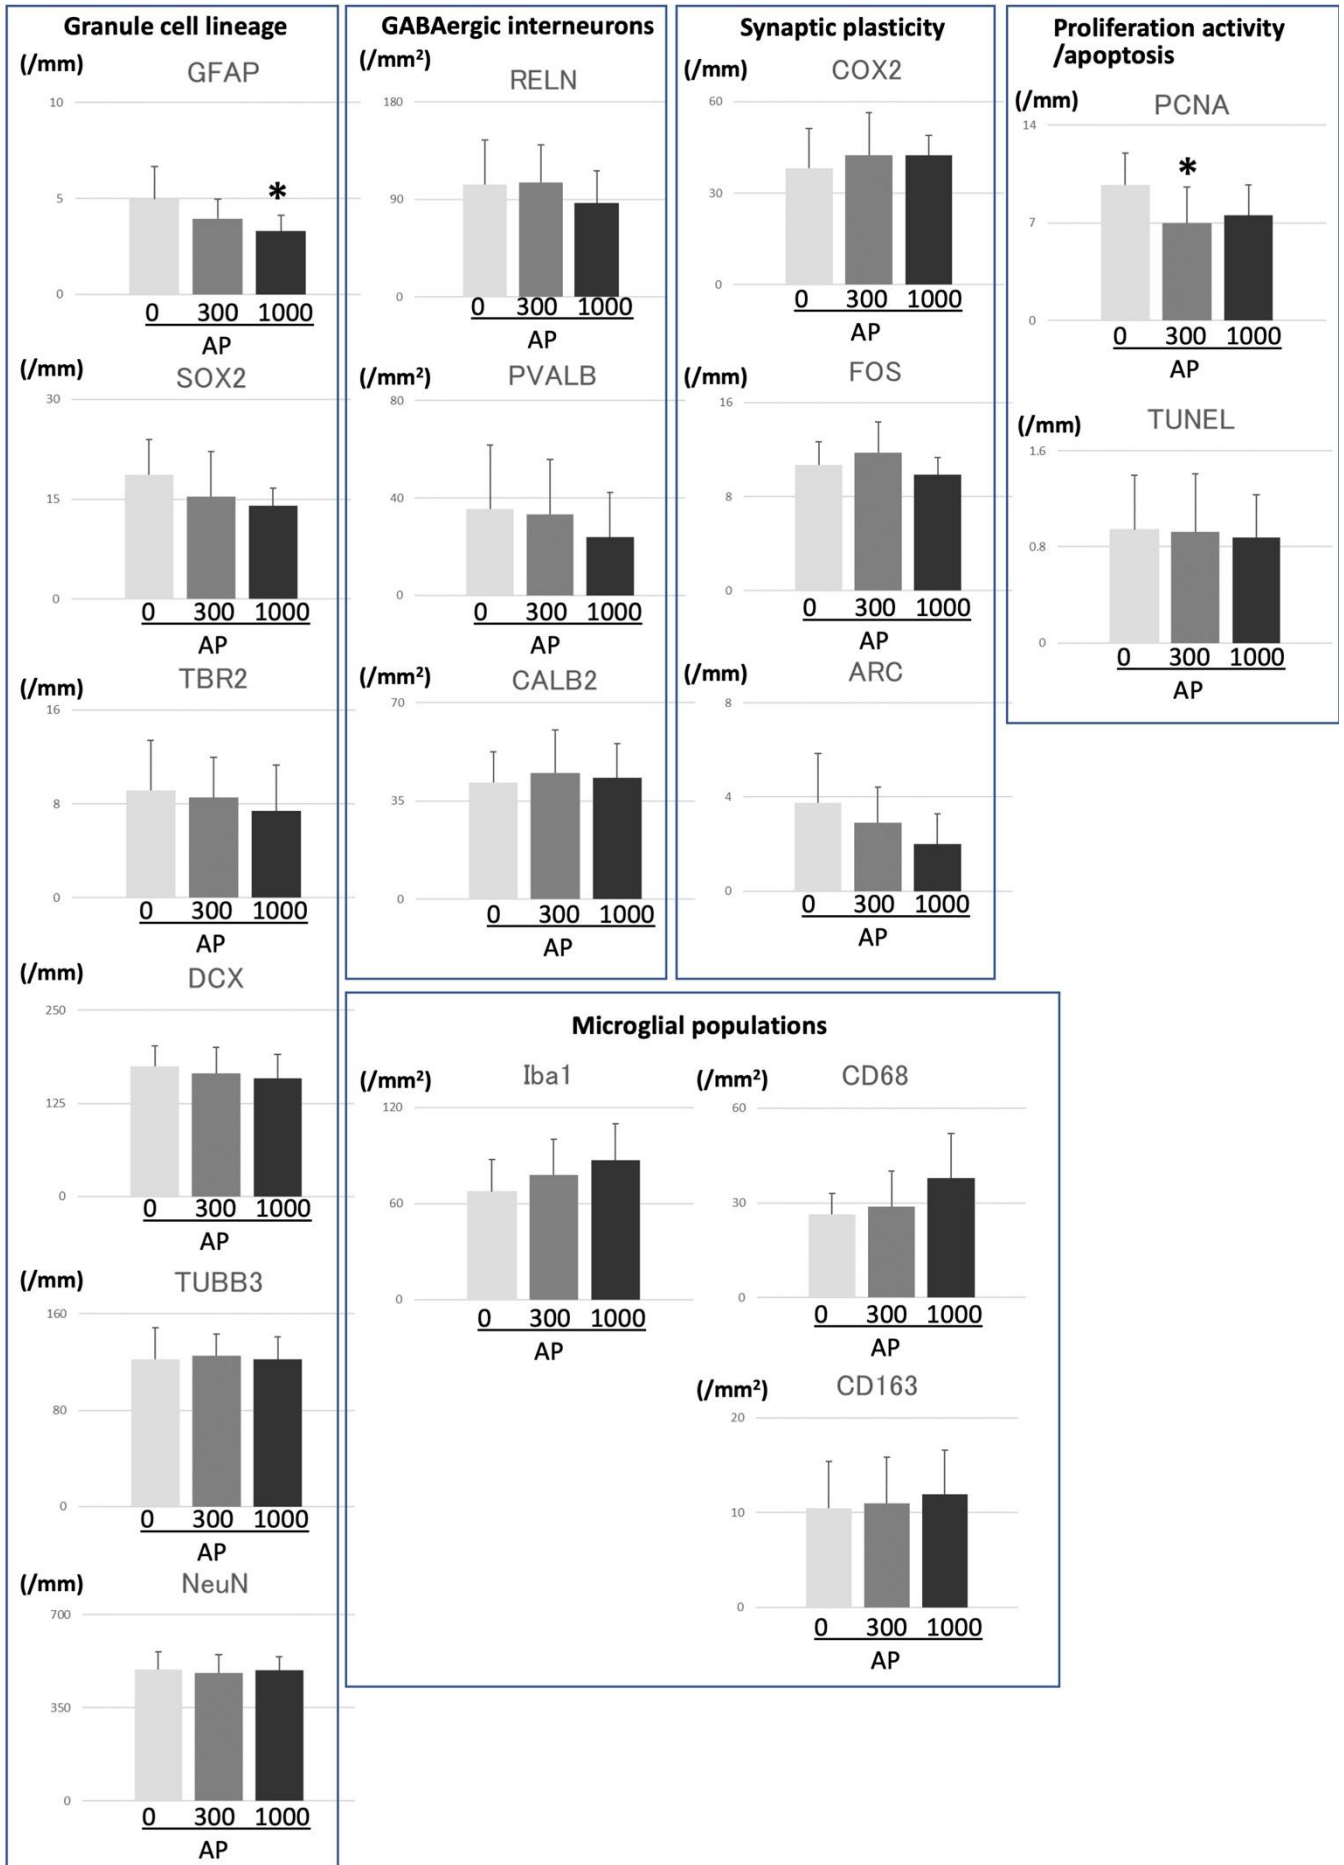 Granule cell lineage
(/mm)
GFAP
10
5
*
0
0 300 1000
AP
(/mm)
SOX2
30
15
0
0 300 1000
AP
(/mm)
TBR2
16
8
0
0 300 1000
AP
(/mm)
DCX
250
125
0
0 300 1000
AP
(/mm)
TUBB3
160
80
0
0 300 1000
AP
(/mm)
NeuN
700
350
0
0 300 1000
AP
GABAergic interneurons
(/mm²)
RELN
180
90
0
0 300 1000
AP
(/mm²)
PVALB
80
40
0
0 300 1000
AP
(/mm²)
CALB2
70
35
0
0 300 1000
AP
Synaptic plasticity
(/mm)
COX2
60
30
0
0 300 1000
AP
(/mm)
FOS
16
8
0
0 300 1000
AP
(/mm)
ARC
8
4
0
0 300 1000
AP
Proliferation activity
/apoptosis
(/mm)
PCNA
14
*
7
0
0 300 1000
AP
(/mm)
TUNEL
1.6
0.8
0
0 300 1000
AP
Microglial populations
(/mm²)
Iba1
120
60
0
0 300 1000
AP
(/mm²)
CD68
60
30
0
0 300 1000
AP
(/mm²)
CD163
20
10
0
0 300 1000
AP